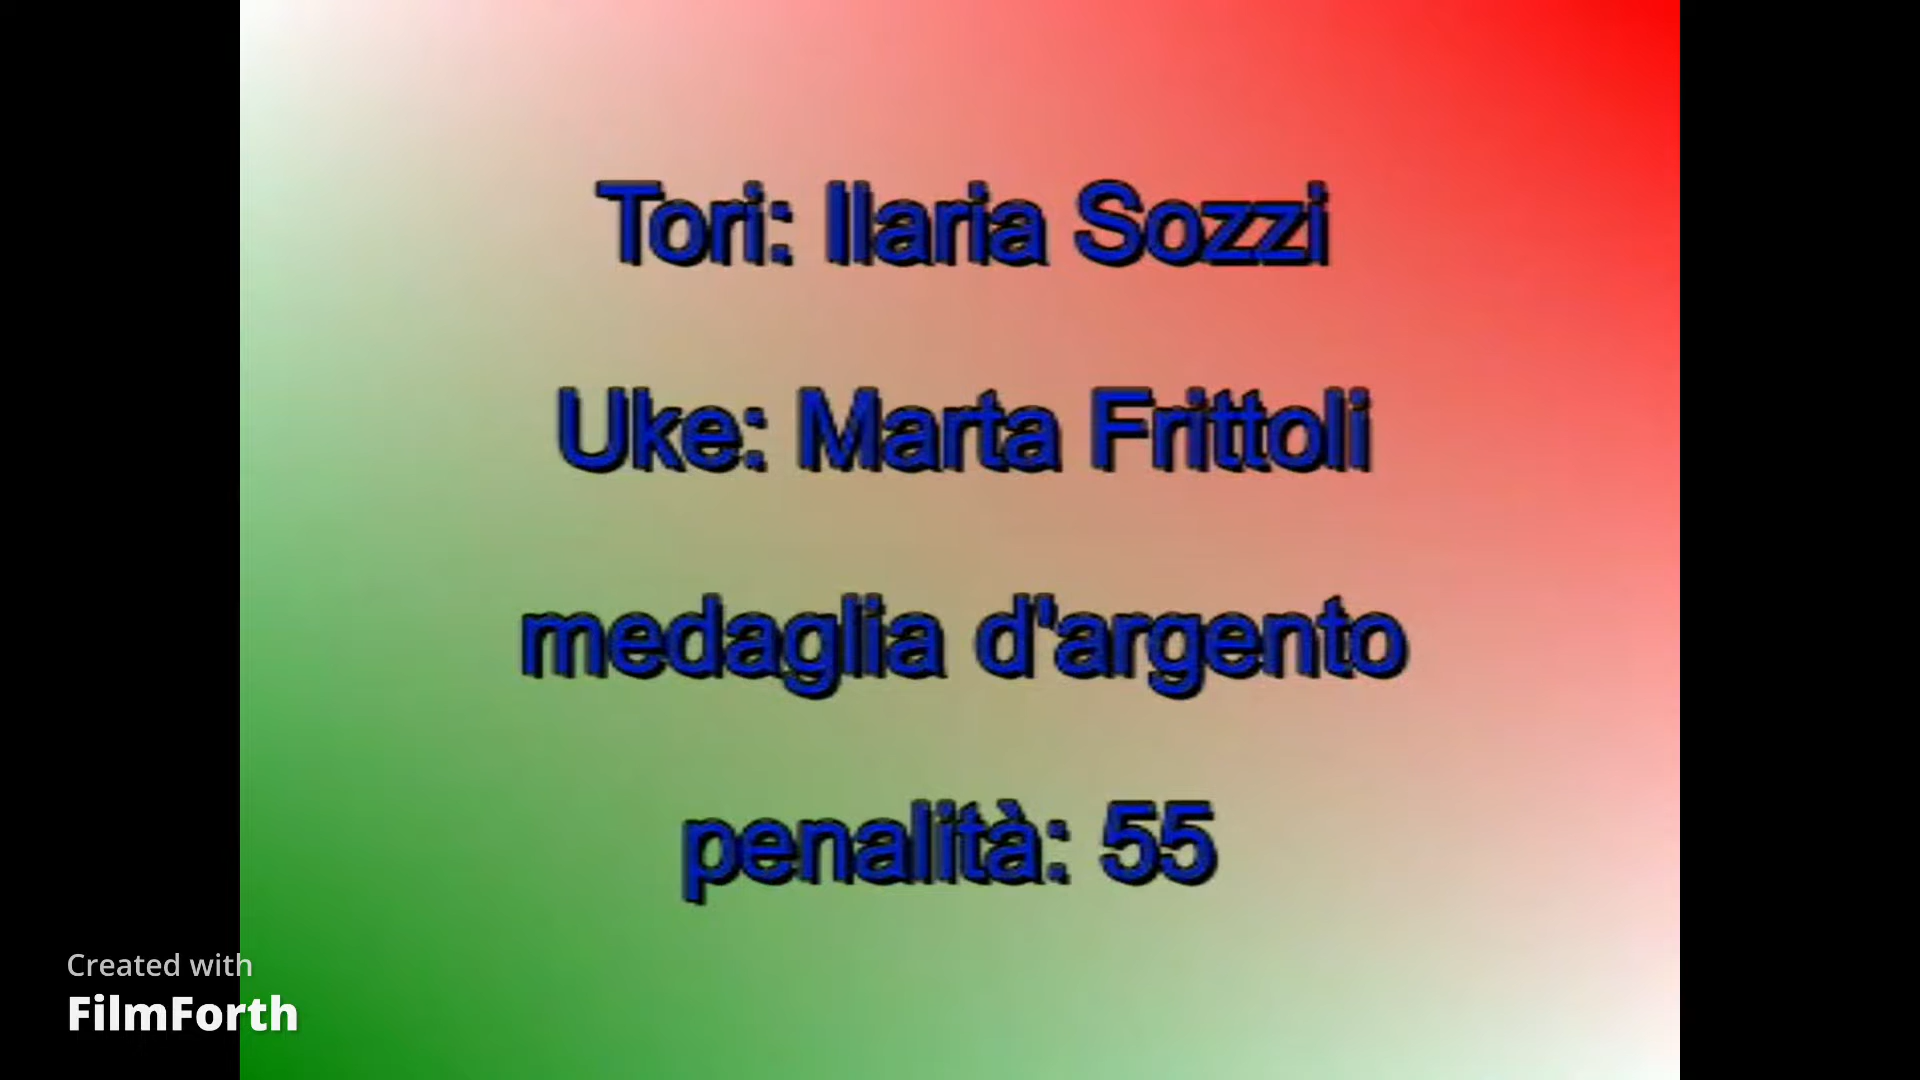 Tori: Ilaria Sozzi
Uke: Marta Frittoli
medaglia d'argento
penalità: 55
Created with
FilmForth